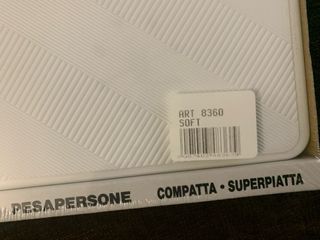 ART 8360
SOFT
PESAPERSONE COMPATTA • SUPERPIATTA